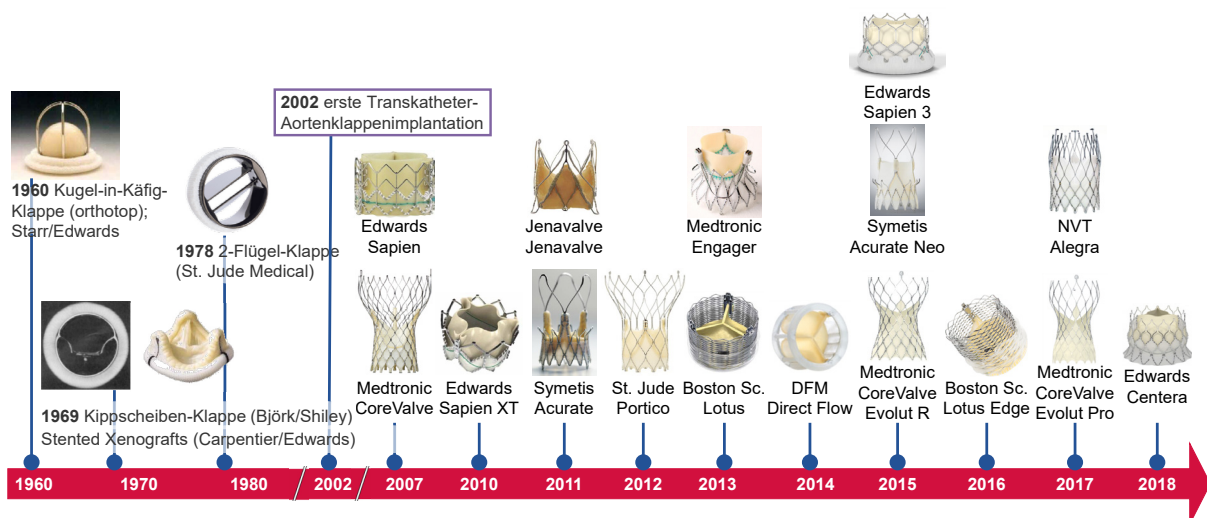 Edwards
Sapien 3
2002 erste Transkatheter-
Aortenklappenimplantation
1960 Kugel-in-Käfig-
Klappe (orthotop);
Starr/Edwards
1978 2-Flügel-Klappe
(St. Jude Medical)
Edwards
Sapien
Jenavalve
Jenavalve
Medtronic
Engager
Symetis
Acurate Neo
NVT
Alegra
1969 Kippscheiben-Klappe (Björk/Shiley)
Stented Xenografts (Carpentier/Edwards)
Medtronic
CoreValve
Edwards
Sapien XT
Symetis
Acurate
St. Jude
Portico
Boston Sc.
Lotus
DFM
Direct Flow
Medtronic
CoreValve
Evolut R
Boston Sc.
Lotus Edge
Medtronic
CoreValve
Evolut Pro
Edwards
Centera
1960 1970 1980 2002 2007 2010 2011 2012 2013 2014 2015 2016 2017 2018